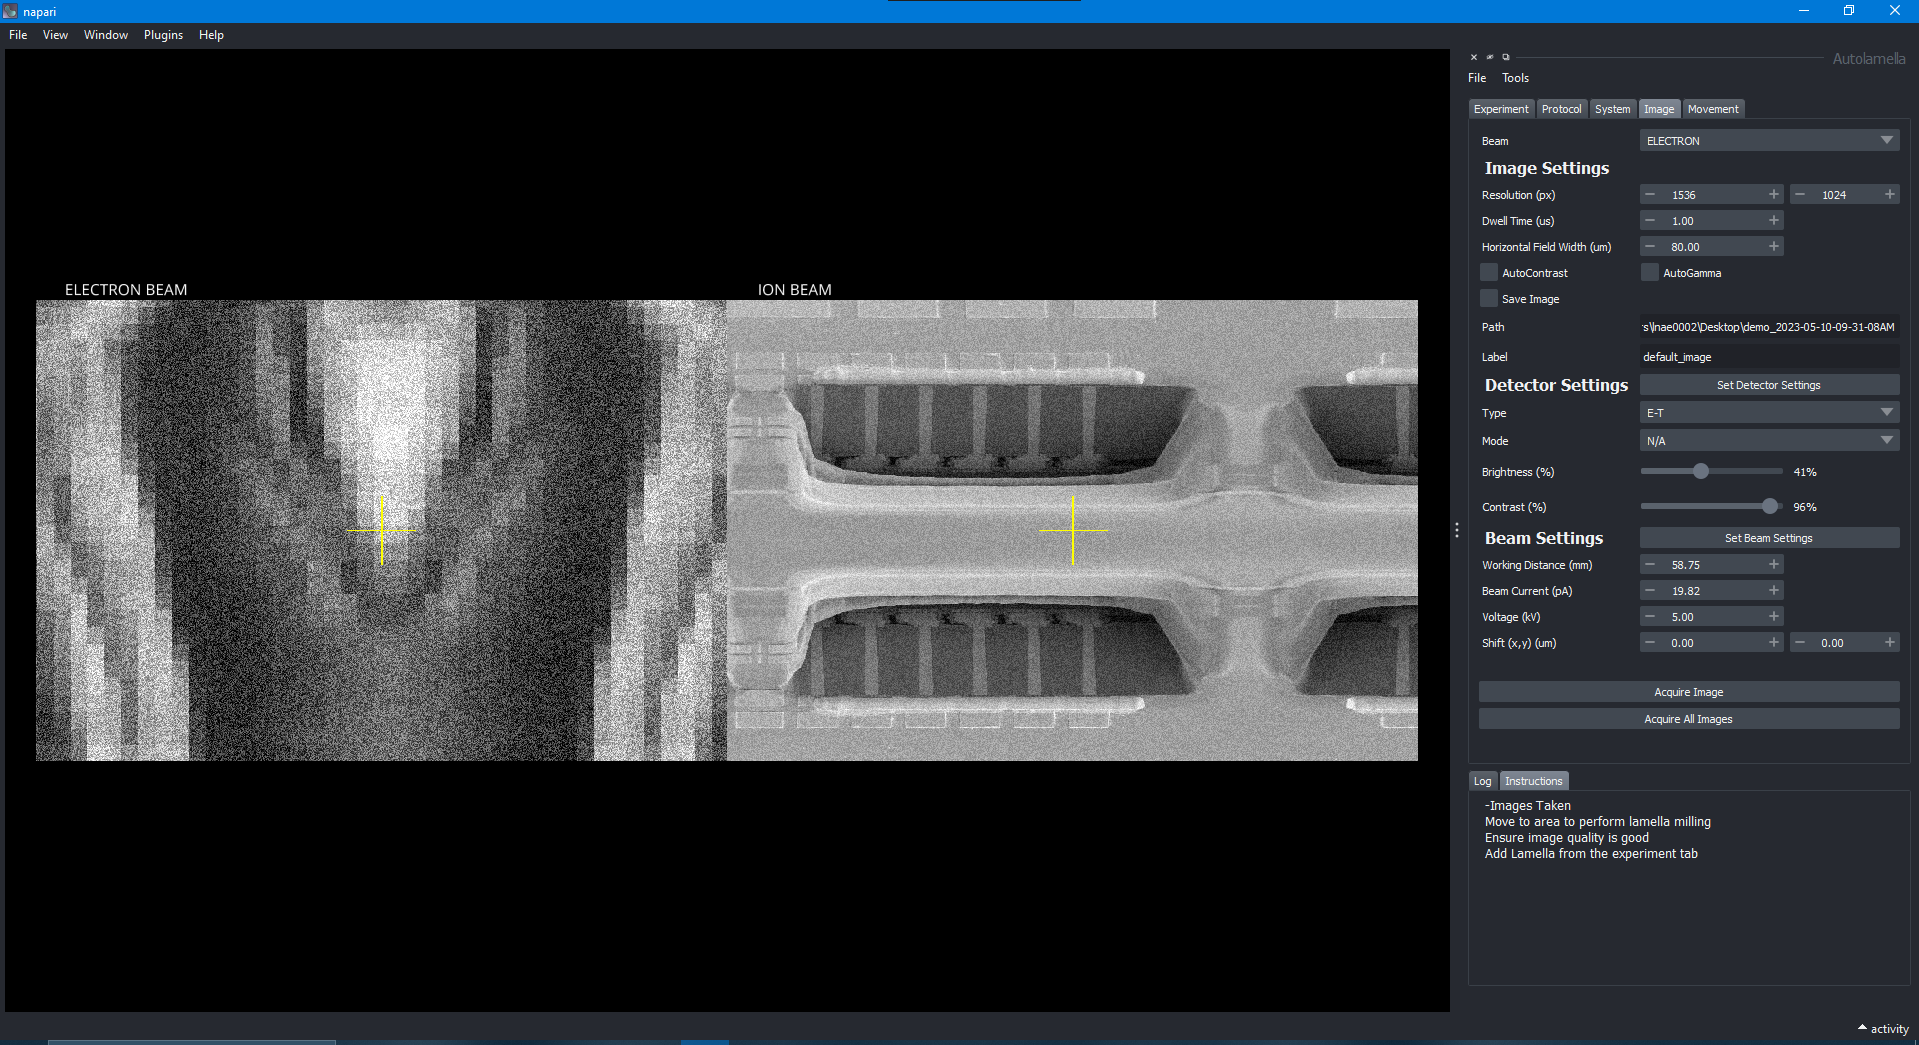 napari
File View Window Plugins Help
Autolamella
File Tools
Experiment Protocol System Image Movement
Beam ELECTRON
Image Settings
Resolution (px) 1536 1024
Dwell Time (us) 1.00
Horizontal Field Width (um) 80.00
AutoContrast AutoGamma
Save Image
Path s\lnae0002\Desktop\demo_2023-05-10-09-31-08AM
Label default_image
Detector Settings Set Detector Settings
Type E-T
Mode N/A
Brightness (%) 41%
Contrast (%) 96%
Beam Settings Set Beam Settings
Working Distance (mm) 58.75
Beam Current (pA) 19.82
Voltage (kV) 5.00
Shift (x,y) (um) 0.00 0.00
Acquire Image
Acquire All Images
ELECTRON BEAM ION BEAM
Log Instructions
-Images Taken
Move to area to perform lamella milling
Ensure image quality is good
Add Lamella from the experiment tab
activity